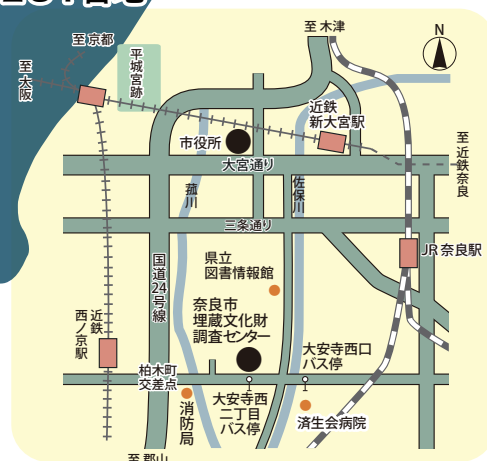 至 木津
N
至 京都
平城宮跡
至 大阪
近鉄
新大宮駅
市役所
至 近鉄奈良
大宮通り
菰川
佐保川
三条通り
国道24号線
県立
図書情報館
JR奈良駅
奈良市
埋蔵文化財
調査センター
近鉄
西ノ京駅
大安寺西口
バス停
柏木町
交差点
大安寺西
二丁目
バス停
消防局
済生会病院
至 郡山